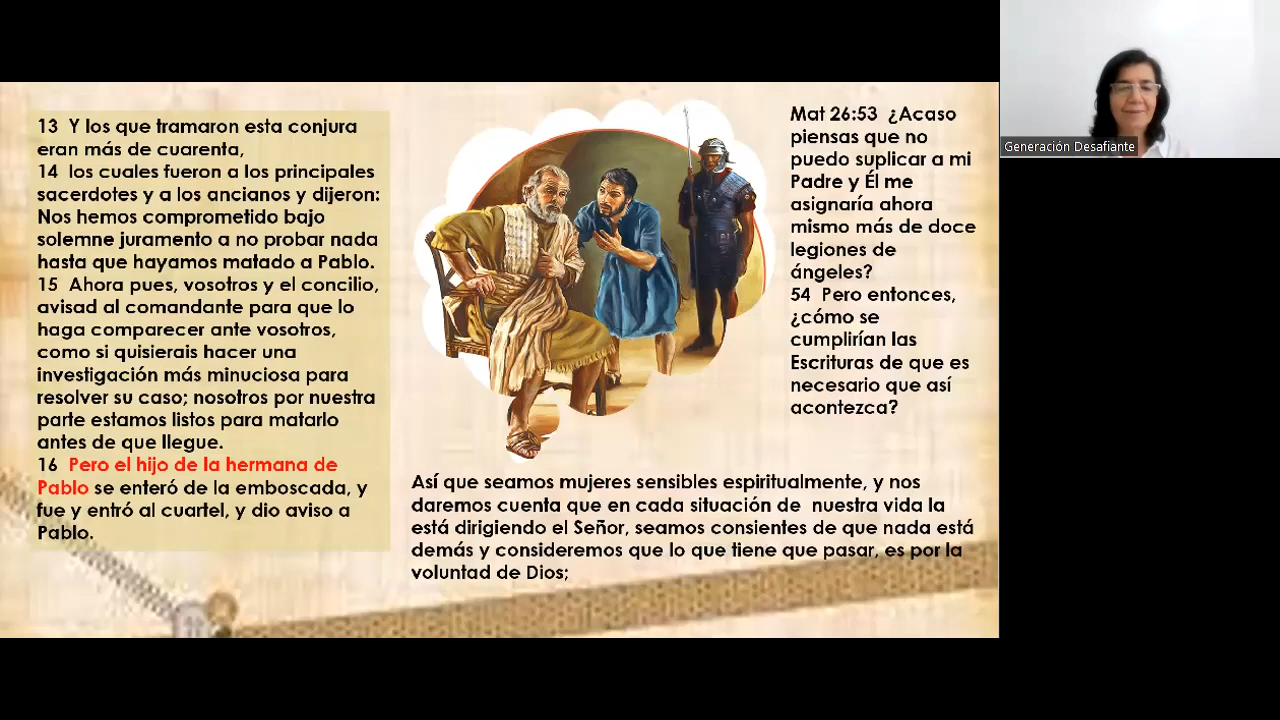 13 Y los que tramaron esta conjura
eran más de cuarenta,
14 los cuales fueron a los principales
sacerdotes y a los ancianos y dijeron:
Nos hemos comprometido bajo
solemne juramento a no probar nada
hasta que hayamos matado a Pablo.
15 Ahora pues, vosotros y el concilio,
avisad al comandante para que lo
haga comparecer ante vosotros,
como si quisierais hacer una
investigación más minuciosa para
resolver su caso; nosotros por nuestra
parte estamos listos para matarlo
antes de que llegue.
16 Pero el hijo de la hermana de
Pablo se enteró de la emboscada, y
fue y entró al cuartel, y dio aviso a
Pablo.
Mat 26:53 ¿Acaso
piensas que no
puedo suplicar a mi
Padre y Él me
asignaría ahora
mismo más de doce
legiones de
ángeles?
54 Pero entonces,
¿cómo se
cumplirían las
Escrituras de que es
necesario que así
acontezca?
Así que seamos mujeres sensibles espiritualmente, y nos
daremos cuenta que en cada situación de nuestra vida la
está dirigiendo el Señor, seamos consientes de que nada está
demás y consideremos que lo que tiene que pasar, es por la
voluntad de Dios;
Generación Desafiante